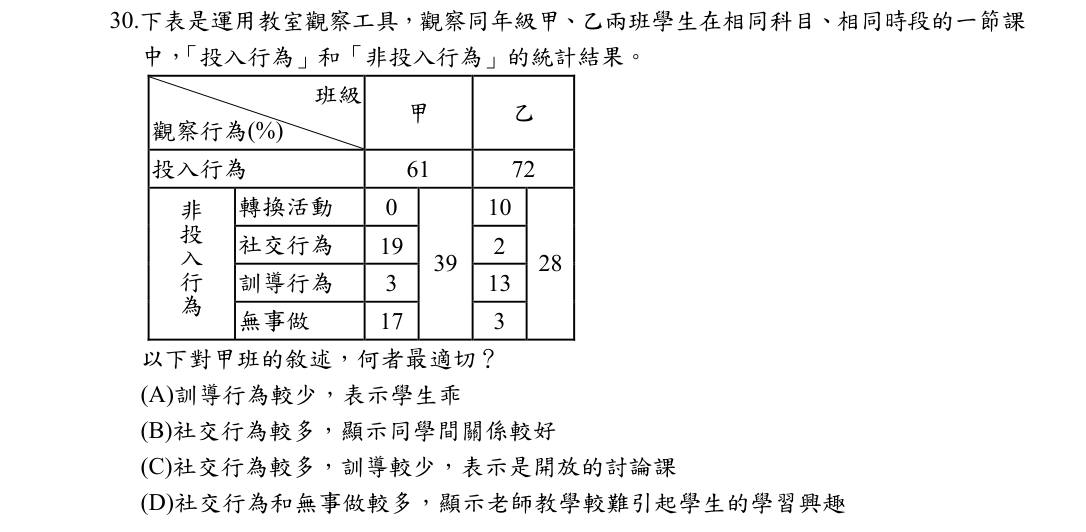 30.下表是運用教室觀察工具,觀察同年級甲、乙兩班學生在相同科目、相同時段的一節課
中,「投入行為」和「非投入行為」的統計結果。
班級
觀察行為(%)
甲
乙
投入行為 61 72
非投入行為
轉換活動 0 10
社交行為 19 2
39 28
訓導行為 3 13
無事做 17 3
以下對甲班的敘述,何者最適切?
(A)訓導行為較少,表示學生乖
(B)社交行為較多,顯示同學間關係較好
(C)社交行為較多,訓導較少,表示是開放的討論課
(D)社交行為和無事做較多,顯示老師教學較難引起學生的學習興趣